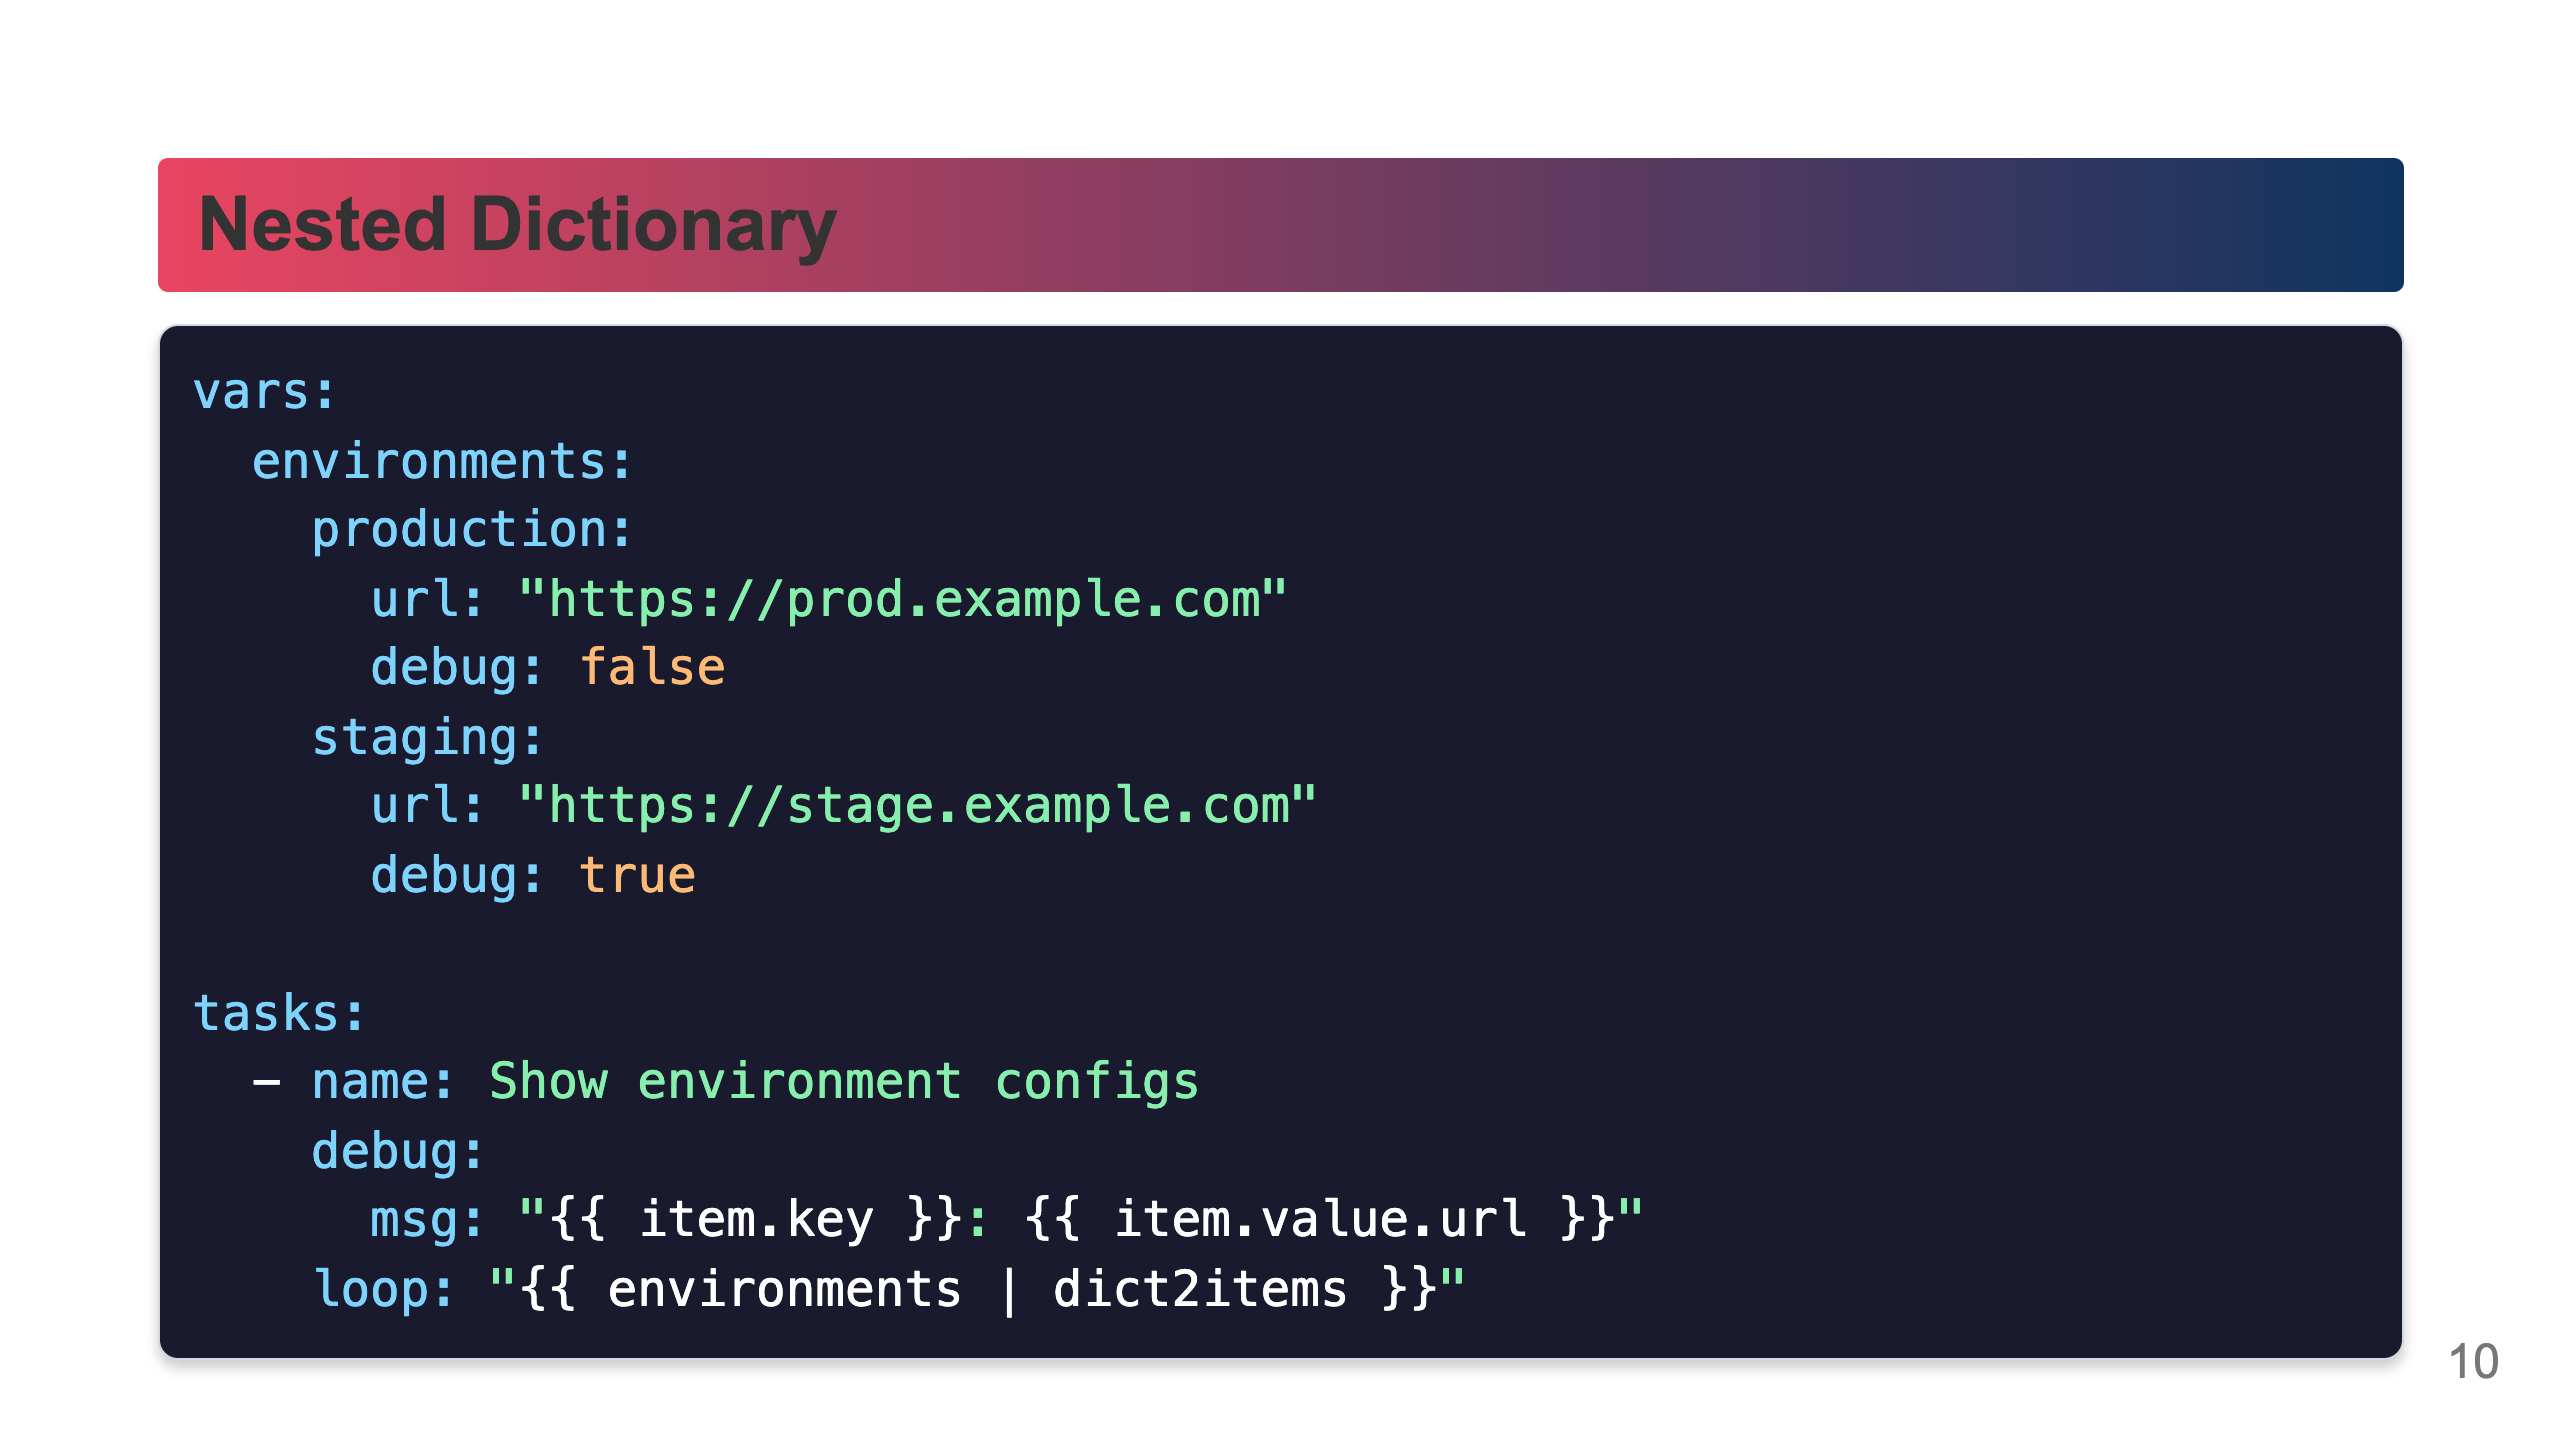 Nested Dictionary
vars:
  environments:
    production:
      url: "https://prod.example.com"
      debug: false
    staging:
      url: "https://stage.example.com"
      debug: true

tasks:
  - name: Show environment configs
    debug:
      msg: "{{ item.key }}: {{ item.value.url }}"
    loop: "{{ environments | dict2items }}"
10